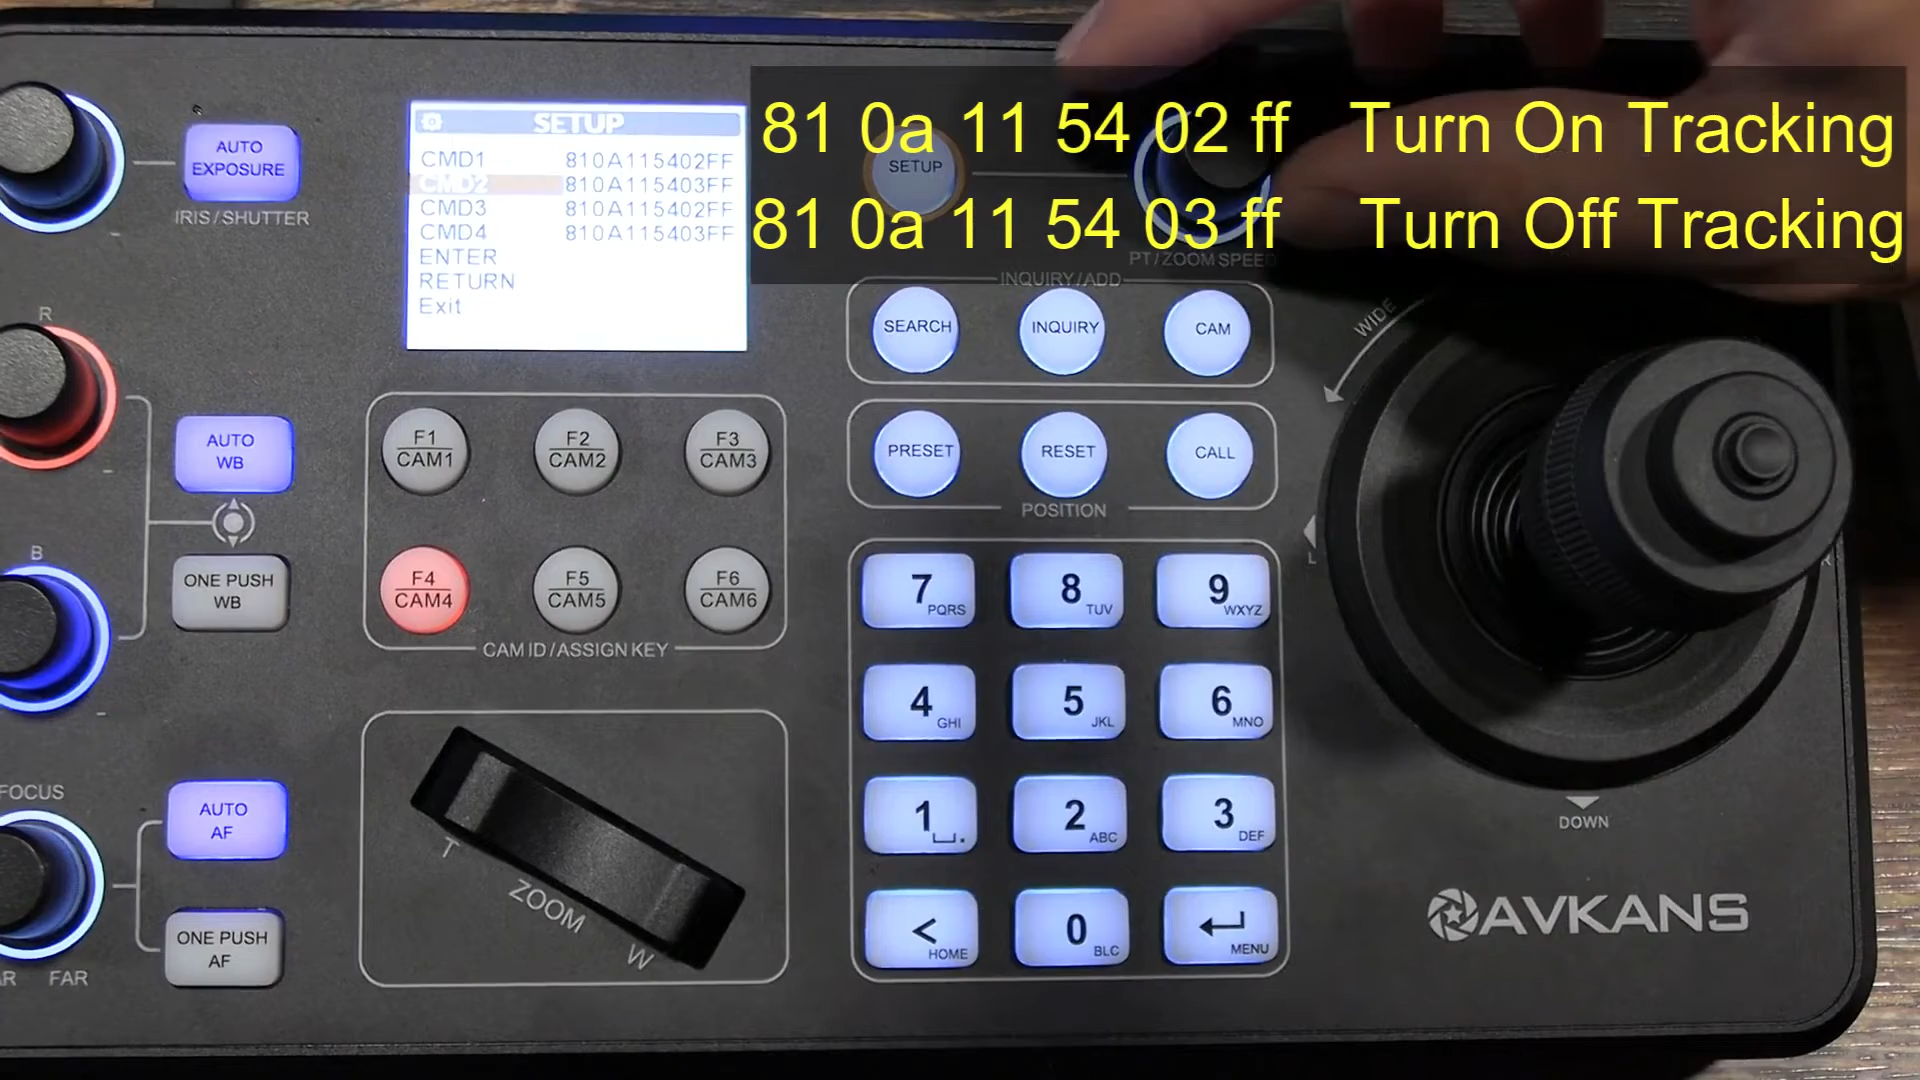 81 0a 11 54 02 ff Turn On Tracking
81 0a 11 54 03 ff Turn Off Tracking
SETUP
CMD1 810A115402FF
CMD2 810A115403FF
CMD3 810A115402FF
CMD4 810A115403FF
ENTER
RETURN
Exit
AUTO
EXPOSURE
IRIS / SHUTTER
SETUP
PT / ZOOM SPEED
INQUIRY / ADD
SEARCH
INQUIRY
CAM
PRESET
RESET
CALL
POSITION
WIDE
R
AUTO
WB
B
ONE PUSH
WB
F1
CAM1
F2
CAM2
F3
CAM3
F4
CAM4
F5
CAM5
F6
CAM6
CAM ID / ASSIGN KEY
7 PQRS
8 TUV
9 WXYZ
4 GHI
5 JKL
6 MNO
1
2 ABC
3 DEF
< HOME
0 BLC
MENU
FOCUS
AUTO
AF
ONE PUSH
AF
FAR
T
ZOOM
W
L
R
DOWN
AVKANS